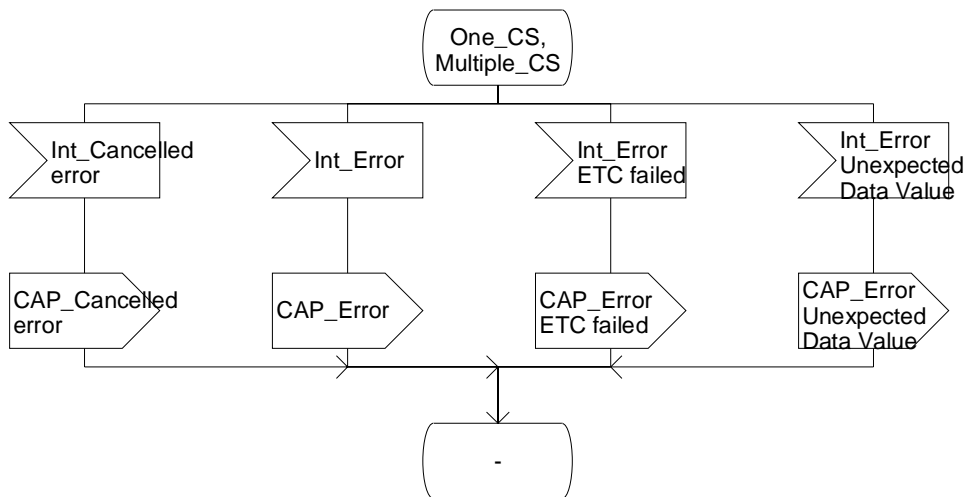 One_CS,
Multiple_CS
Int_Cancelled
error
Int_Error
Int_Error
ETC failed
Int_Error
Unexpected
Data Value
CAP_Cancelled
error
CAP_Error
CAP_Error
ETC failed
CAP_Error
Unexpected
Data Value
-